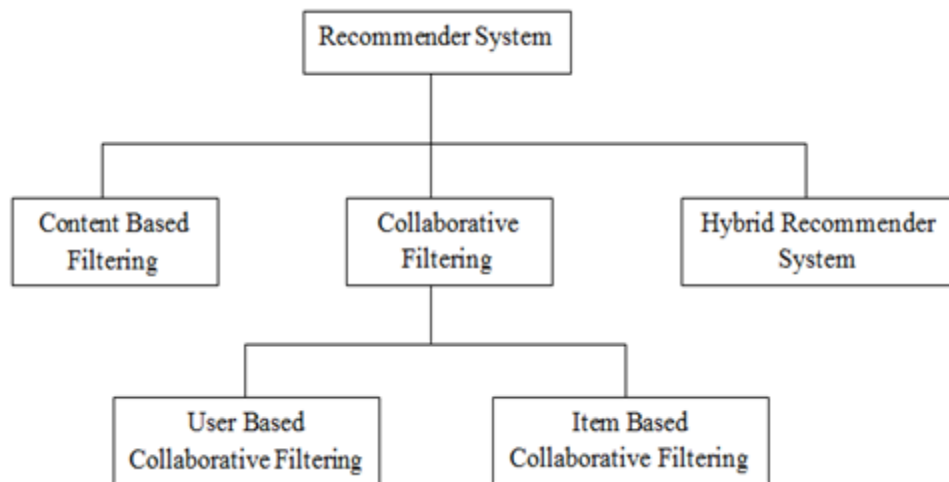 Recommender System
Content Based
Filtering
Collaborative
Filtering
Hybrid Recommender
System
User Based
Collaborative Filtering
Item Based
Collaborative Filtering